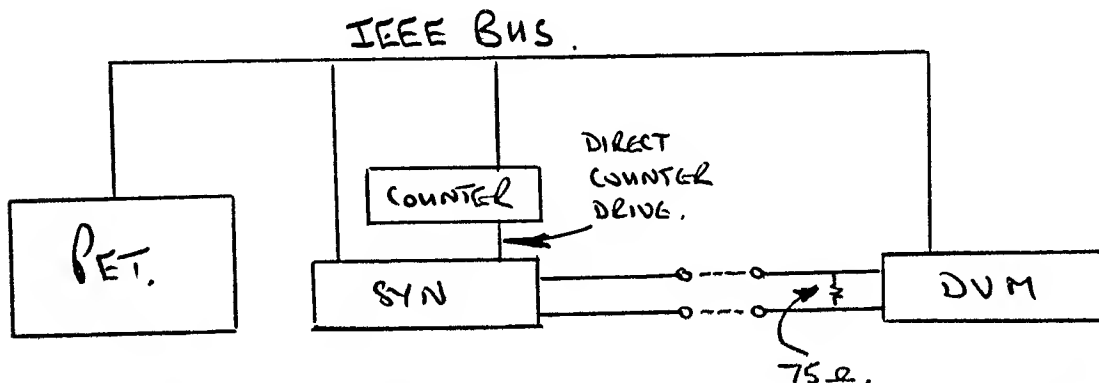 IEEE BUS.
DIRECT
COUNTER
DRIVE.
COUNTER
PET.
SYN
DVM
75Ω.